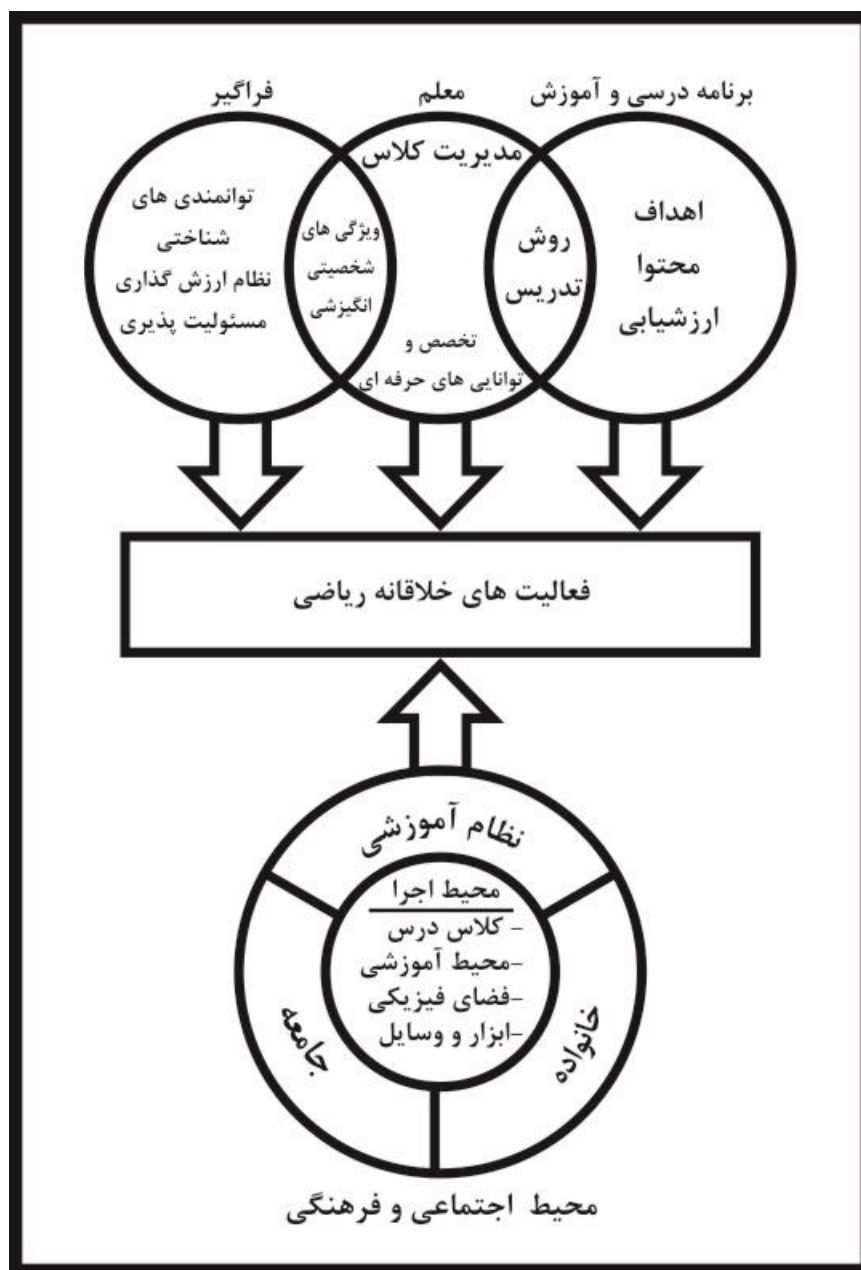 برنامه درسی و آموزش
معلم
فراگیر
اهداف
محتوا
ارزشیابی
روش
تدریس
مدیریت کلاس
تخصص و
توانایی های حرفه ای
ویژگی های
شخصیتی
انگیزشی
توانمندی های
شناختی
نظام ارزش گذاری
مسئولیت پذیری
فعالیت های خلاقانه ریاضی
نظام آموزشی
خانواده
جامعه
محیط اجرا
- کلاس درس
-محیط آموزشی
-فضای فیزیکی
-ابزار و وسایل
محیط اجتماعی و فرهنگی